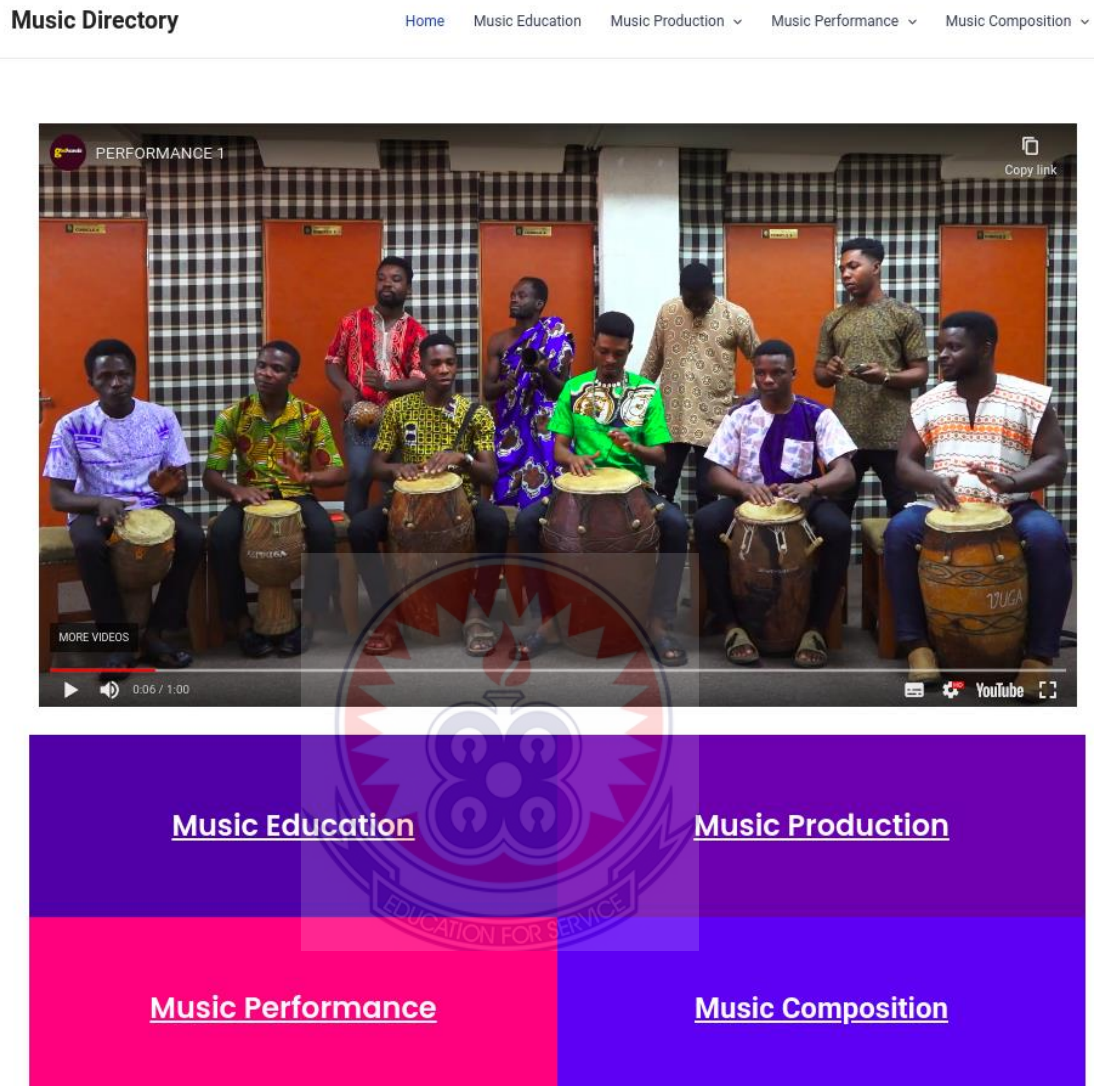 Music Directory
Home Music Education Music Production Music Performance Music Composition
PERFORMANCE 1
Copy link
VUGA
MORE VIDEOS
0:06 / 1:00
HD
YouTube
Music Education
Music Production
EDUCATION FOR SERVICE
Music Performance
Music Composition